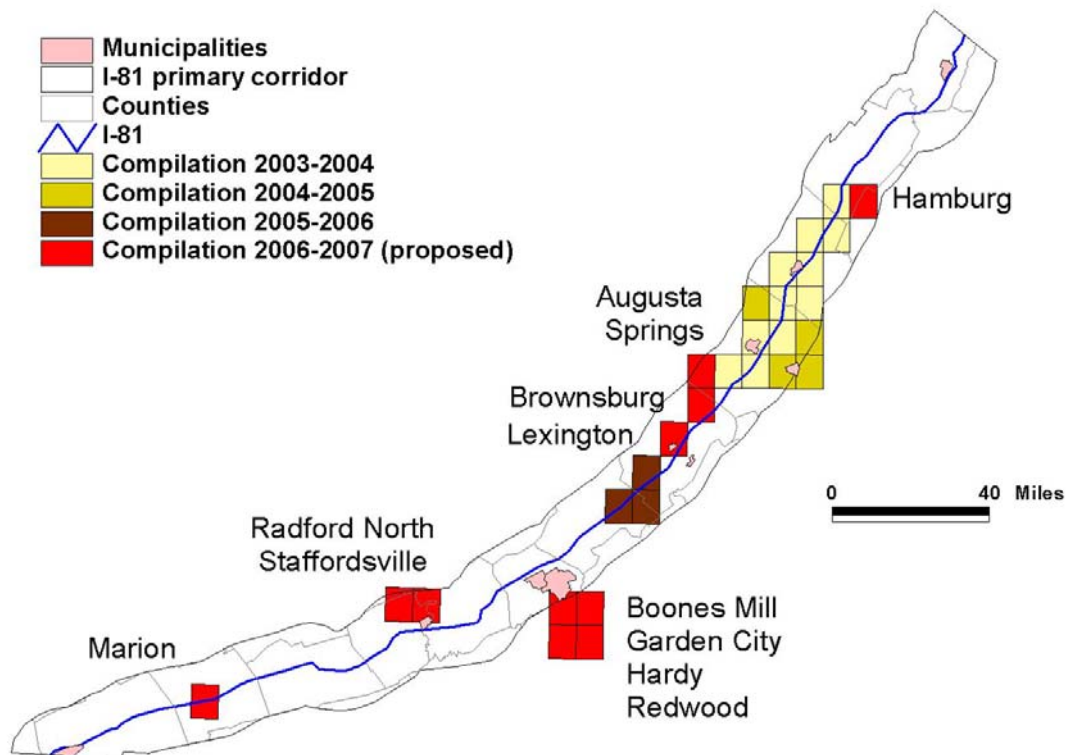 Municipalities
I-81 primary corridor
Counties
I-81
Compilation 2003-2004
Compilation 2004-2005
Compilation 2005-2006
Compilation 2006-2007 (proposed)
Hamburg
Augusta
Springs
Brownsburg
Lexington
0 40 Miles
Radford North
Staffordsville
Boones Mill
Garden City
Hardy
Redwood
Marion